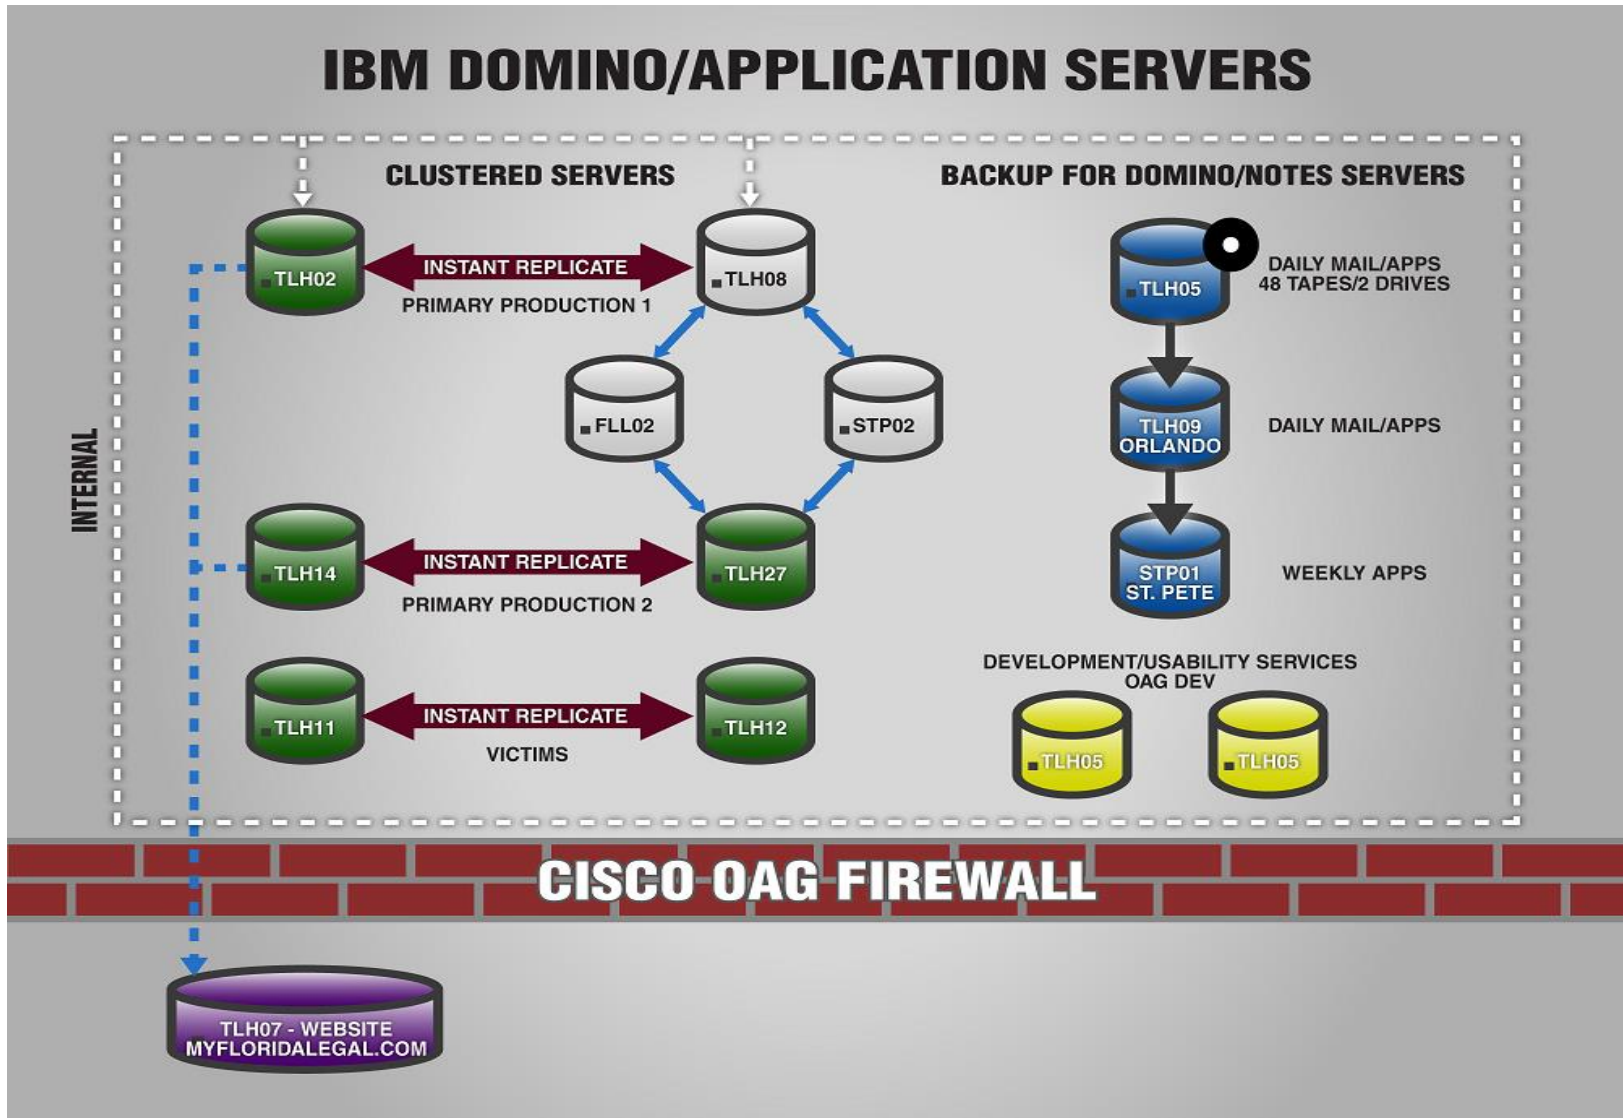 IBM DOMINO/APPLICATION SERVERS
CLUSTERED SERVERS
BACKUP FOR DOMINO/NOTES SERVERS
INTERNAL
TLH02
INSTANT REPLICATE
PRIMARY PRODUCTION 1
TLH08
FLL02
STP02
TLH14
INSTANT REPLICATE
PRIMARY PRODUCTION 2
TLH27
TLH11
INSTANT REPLICATE
VICTIMS
TLH12
TLH05
DAILY MAIL/APPS
48 TAPES/2 DRIVES
TLH09
ORLANDO
DAILY MAIL/APPS
STP01
ST. PETE
WEEKLY APPS
DEVELOPMENT/USABILITY SERVICES
OAG DEV
TLH05
TLH05
CISCO OAG FIREWALL
TLH07 - WEBSITE
MYFLORIDALEGAL.COM